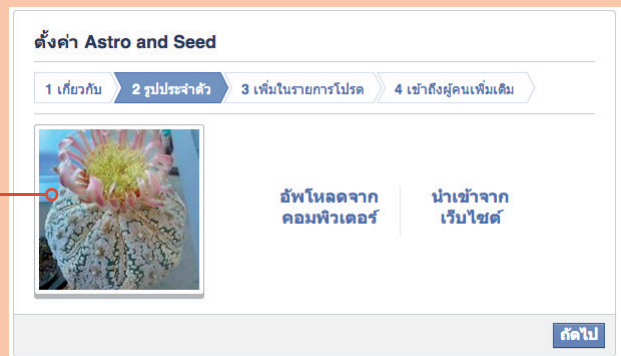 ตั้งค่า Astro and Seed
1 เกี่ยวกับ 2 รูปประจำตัว 3 เพิ่มในรายการโปรด 4 เข้าถึงผู้คนเพิ่มเติม
อัพโหลดจาก
คอมพิวเตอร์
นำเข้าจาก
เว็บไซต์
ถัดไป